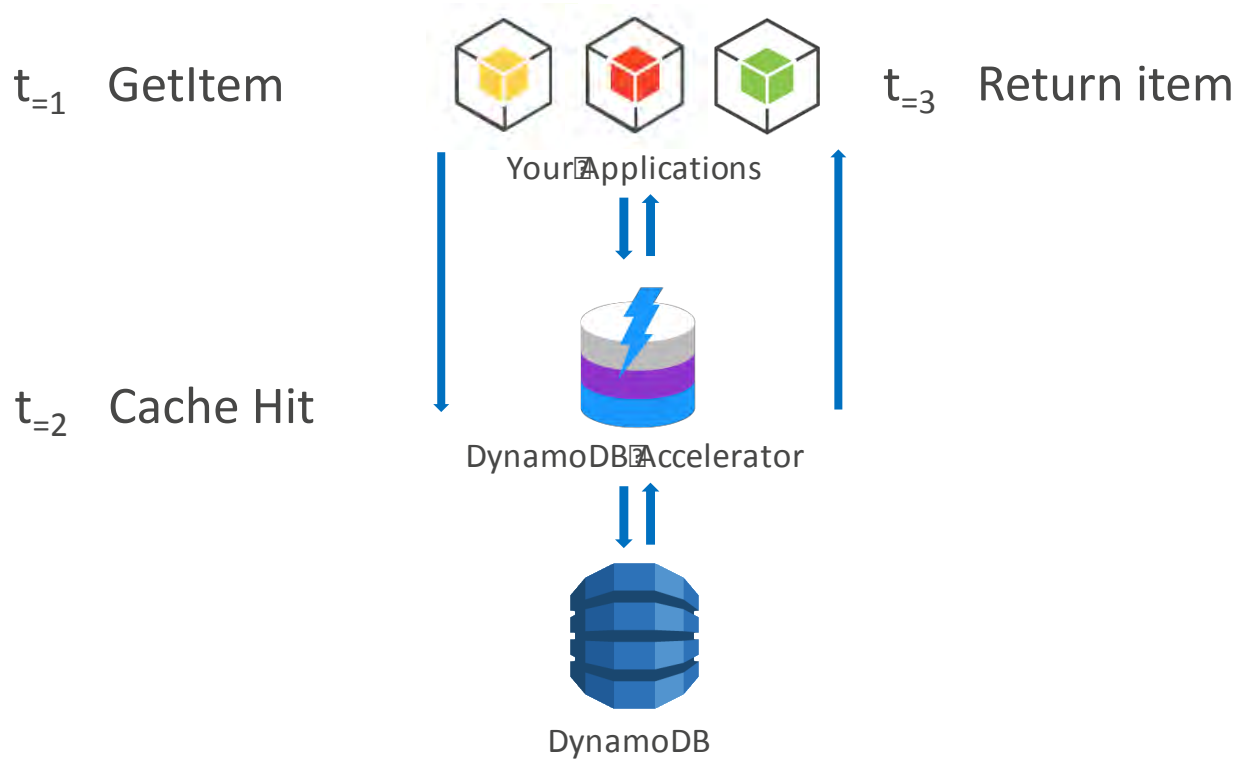 t=1 GetItem
t=3 Return item
Your⍰Applications
t=2 Cache Hit
DynamoDB⍰Accelerator
DynamoDB